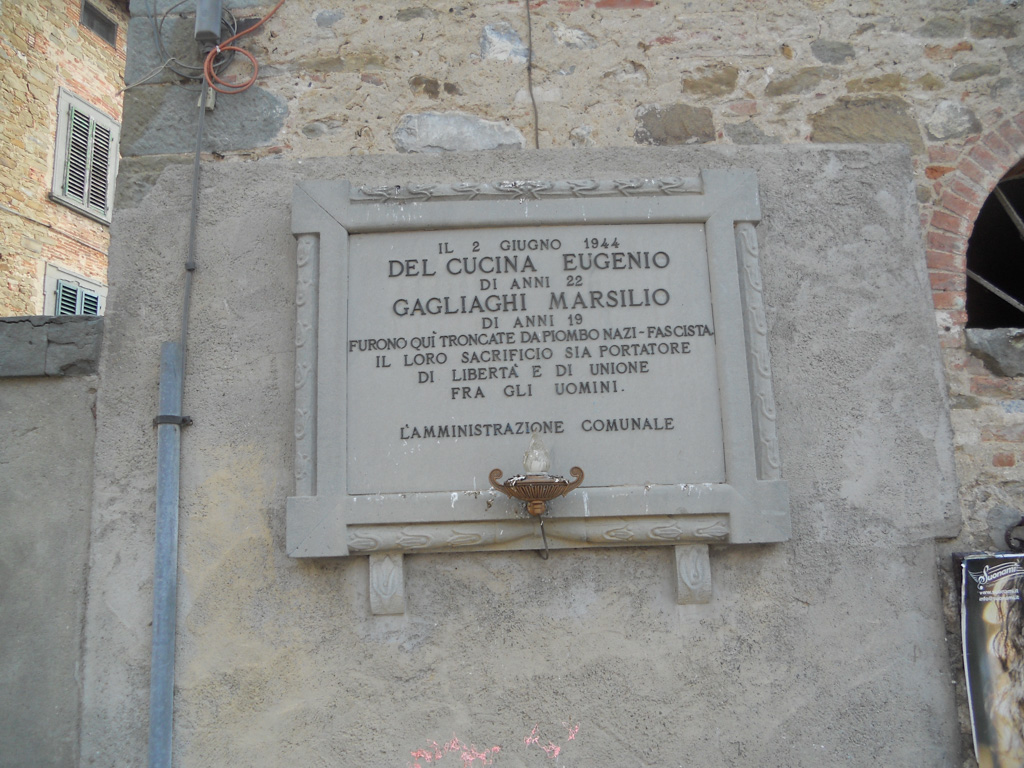 IL 2 GIUGNO 1944
DEL CUCINA EUGENIO
DI ANNI 22
GAGLIAGHI MARSILIO
DI ANNI 19
FURONO QUÌ TRONCATE DA PIOMBO NAZI-FASCISTA
IL LORO SACRIFICIO SIA PORTATORE
DI LIBERTA' E DI UNIONE
FRA GLI UOMINI.
L'AMMINISTRAZIONE COMUNALE